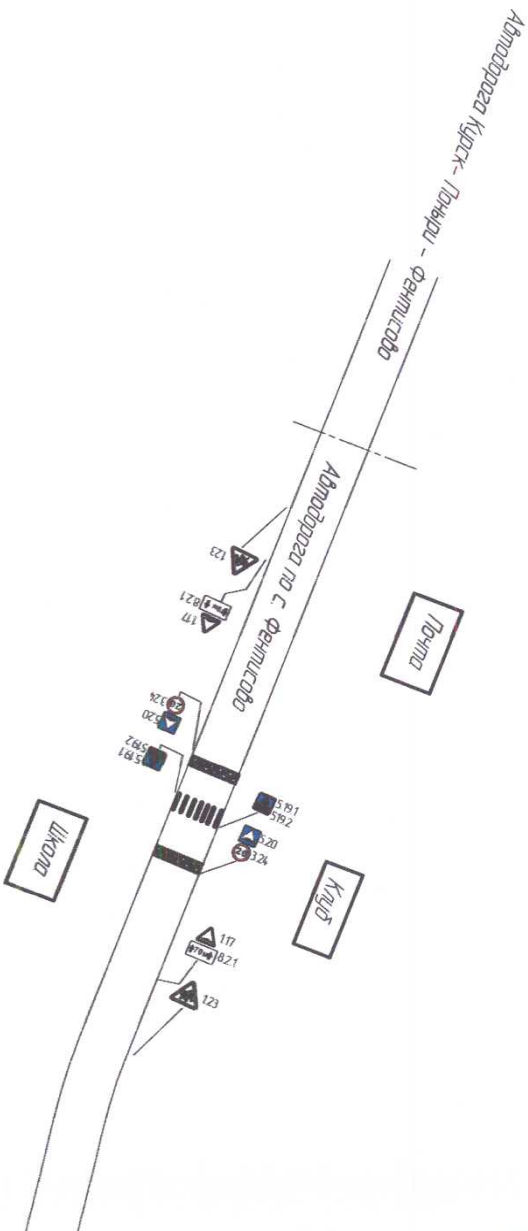 Автодорога Курск - Поныри - Фентисово
Автодорога по С. Фентисово
Почта
1.23
8.2.1
1.17
3.24
5.20
5.19.2
5.19.1
5.19.1
5.19.2
5.20
20 3.24
Школа
Клуб
1.17
8.2.1
1.23